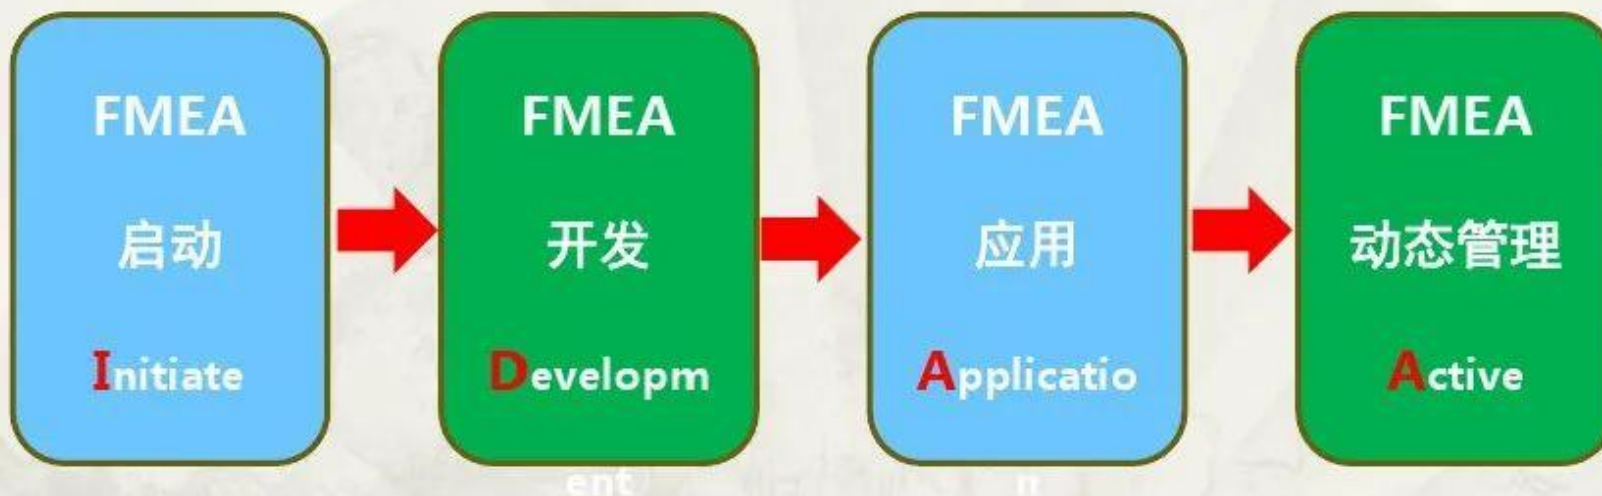 FMEA
启动
Initiate
FMEA
开发
Developm
ent
FMEA
应用
Applicatio
n
FMEA
动态管理
Active